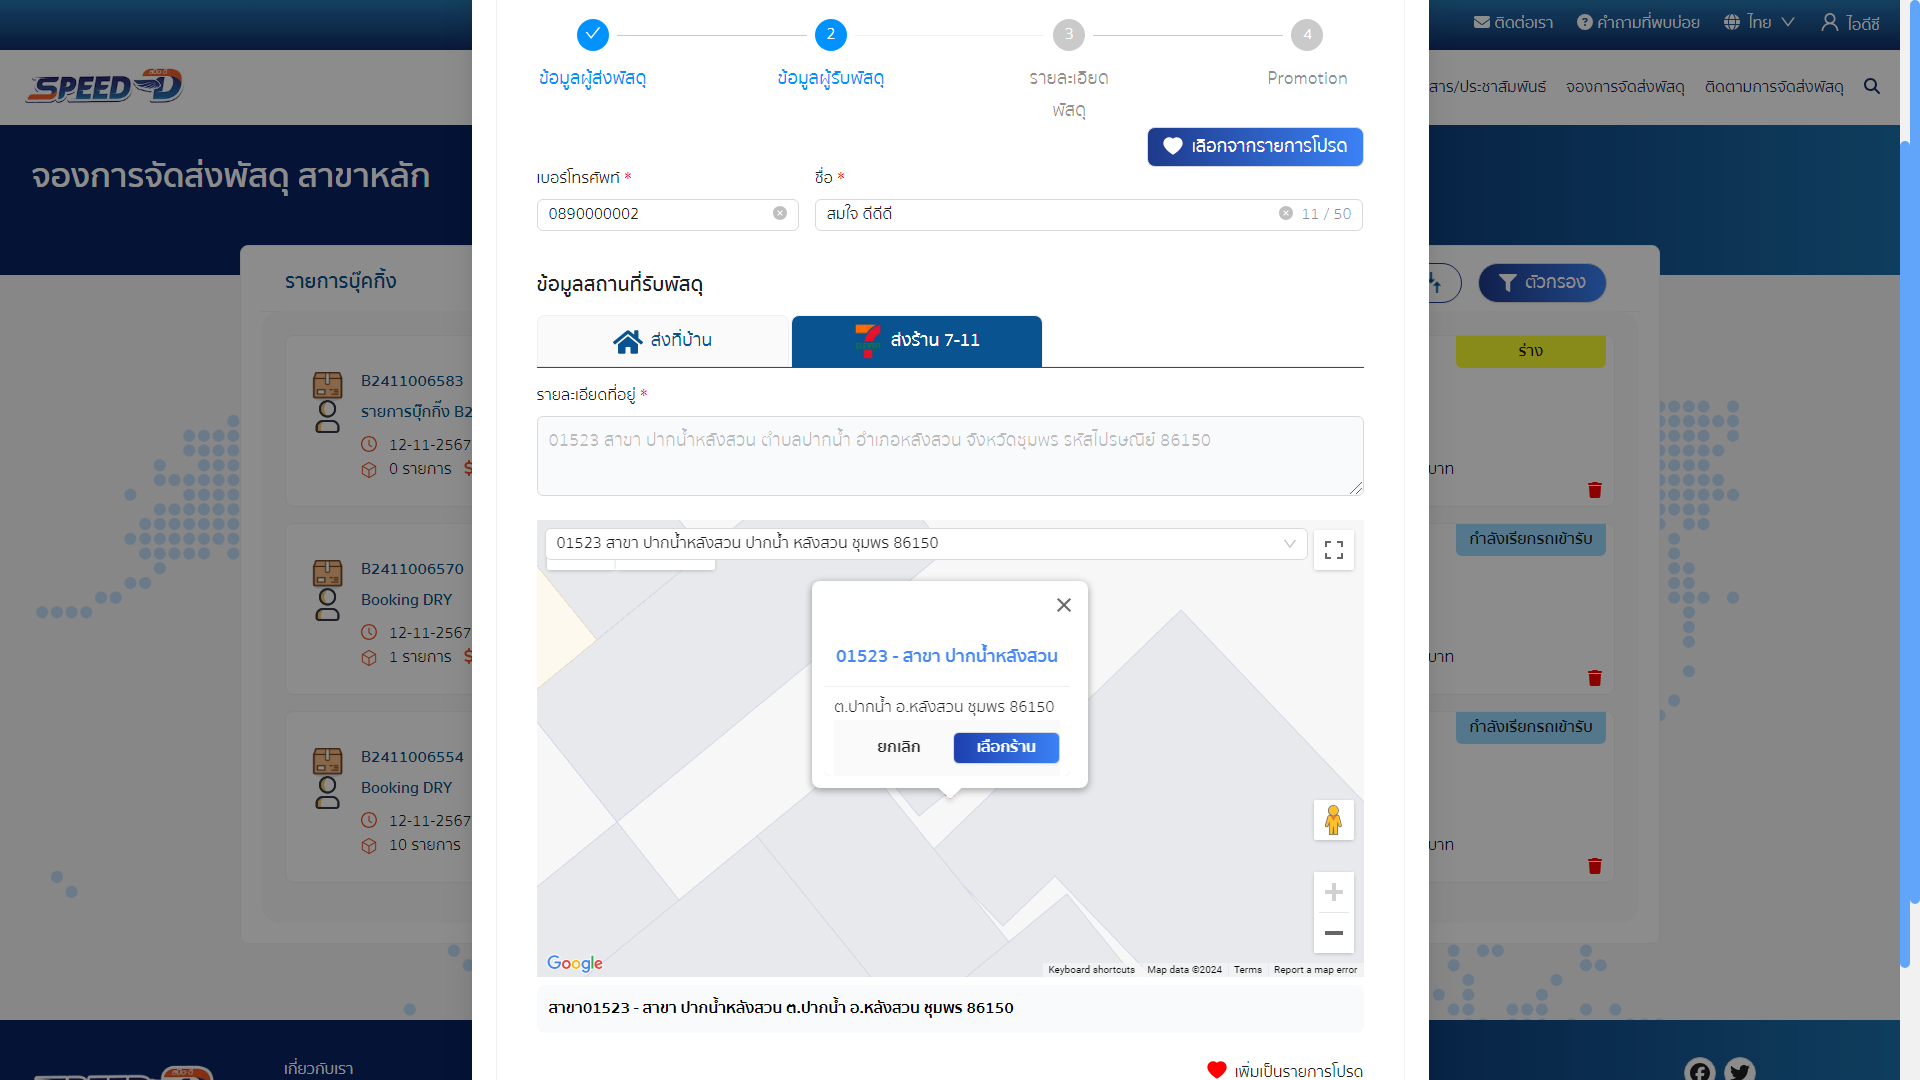 ติดต่อเรา
คำถามที่พบบ่อย
ไทย
ไอดีซี
SPEED-D
สาร/ประชาสัมพันธ์
จองการจัดส่งพัสดุ
ติดตามการจัดส่งพัสดุ
จองการจัดส่งพัสดุ สาขาหลัก
2
3
4
ข้อมูลผู้ส่งพัสดุ
ข้อมูลผู้รับพัสดุ
รายละเอียด
พัสดุ
Promotion
เลือกจากรายการโปรด
เบอร์โทรศัพท์ *
ชื่อ *
0890000002
สมใจ ดีดีดี
11 / 50
ข้อมูลสถานที่รับพัสดุ
ส่งที่บ้าน
ส่งร้าน 7-11
รายละเอียดที่อยู่ *
01523 สาขา ปากน้ำหลังสวน ตำบลปากน้ำ อำเภอหลังสวน จังหวัดชุมพร รหัสไปรษณีย์ 86150
01523 สาขา ปากน้ำหลังสวน ปากน้ำ หลังสวน ชุมพร 86150
01523 - สาขา ปากน้ำหลังสวน
ต.ปากน้ำ อ.หลังสวน ชุมพร 86150
ยกเลิก
เลือกร้าน
Google
Keyboard shortcuts
Map data ©2024
Terms
Report a map error
สาขา01523 - สาขา ปากน้ำหลังสวน ต.ปากน้ำ อ.หลังสวน ชุมพร 86150
เพิ่มเป็นรายการโปรด
รายการบุ๊คกิ้ง
ตัวกรอง
B2411006583
รายการบุ๊กกิ้ง B2
12-11-2567
0 รายการ $
ร่าง
บาท
B2411006570
Booking DRY
12-11-2567
1 รายการ $
กำลังเรียกรถเข้ารับ
บาท
B2411006554
Booking DRY
12-11-2567
10 รายการ
กำลังเรียกรถเข้ารับ
บาท
เกี่ยวกับเรา